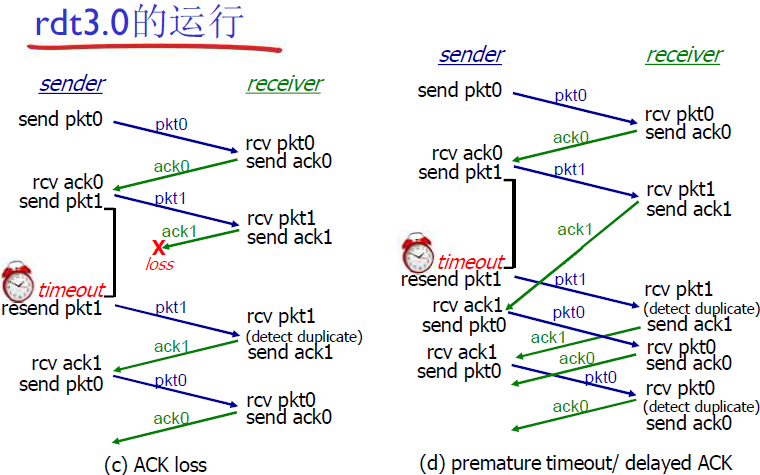 rdt3.0的运行
sender
receiver
send pkt0
pkt0
rcv pkt0
send ack0
ack0
rcv ack0
send pkt1
pkt1
rcv pkt1
send ack1
ack1
X
loss
timeout
resend pkt1
pkt1
rcv pkt1
(detect duplicate)
send ack1
ack1
rcv ack1
send pkt0
pkt0
rcv pkt0
send ack0
ack0
(c) ACK loss
sender
receiver
send pkt0
pkt0
rcv pkt0
send ack0
ack0
rcv ack0
send pkt1
pkt1
rcv pkt1
send ack1
ack1
timeout
resend pkt1
pkt1
rcv pkt1
(detect duplicate)
send ack1
rcv ack1
send pkt0
pkt0
ack1
rcv pkt0
send ack0
rcv ack1
send pkt0
ack0
pkt0
rcv pkt0
(detect duplicate)
send ack0
ack0
(d) premature timeout/ delayed ACK